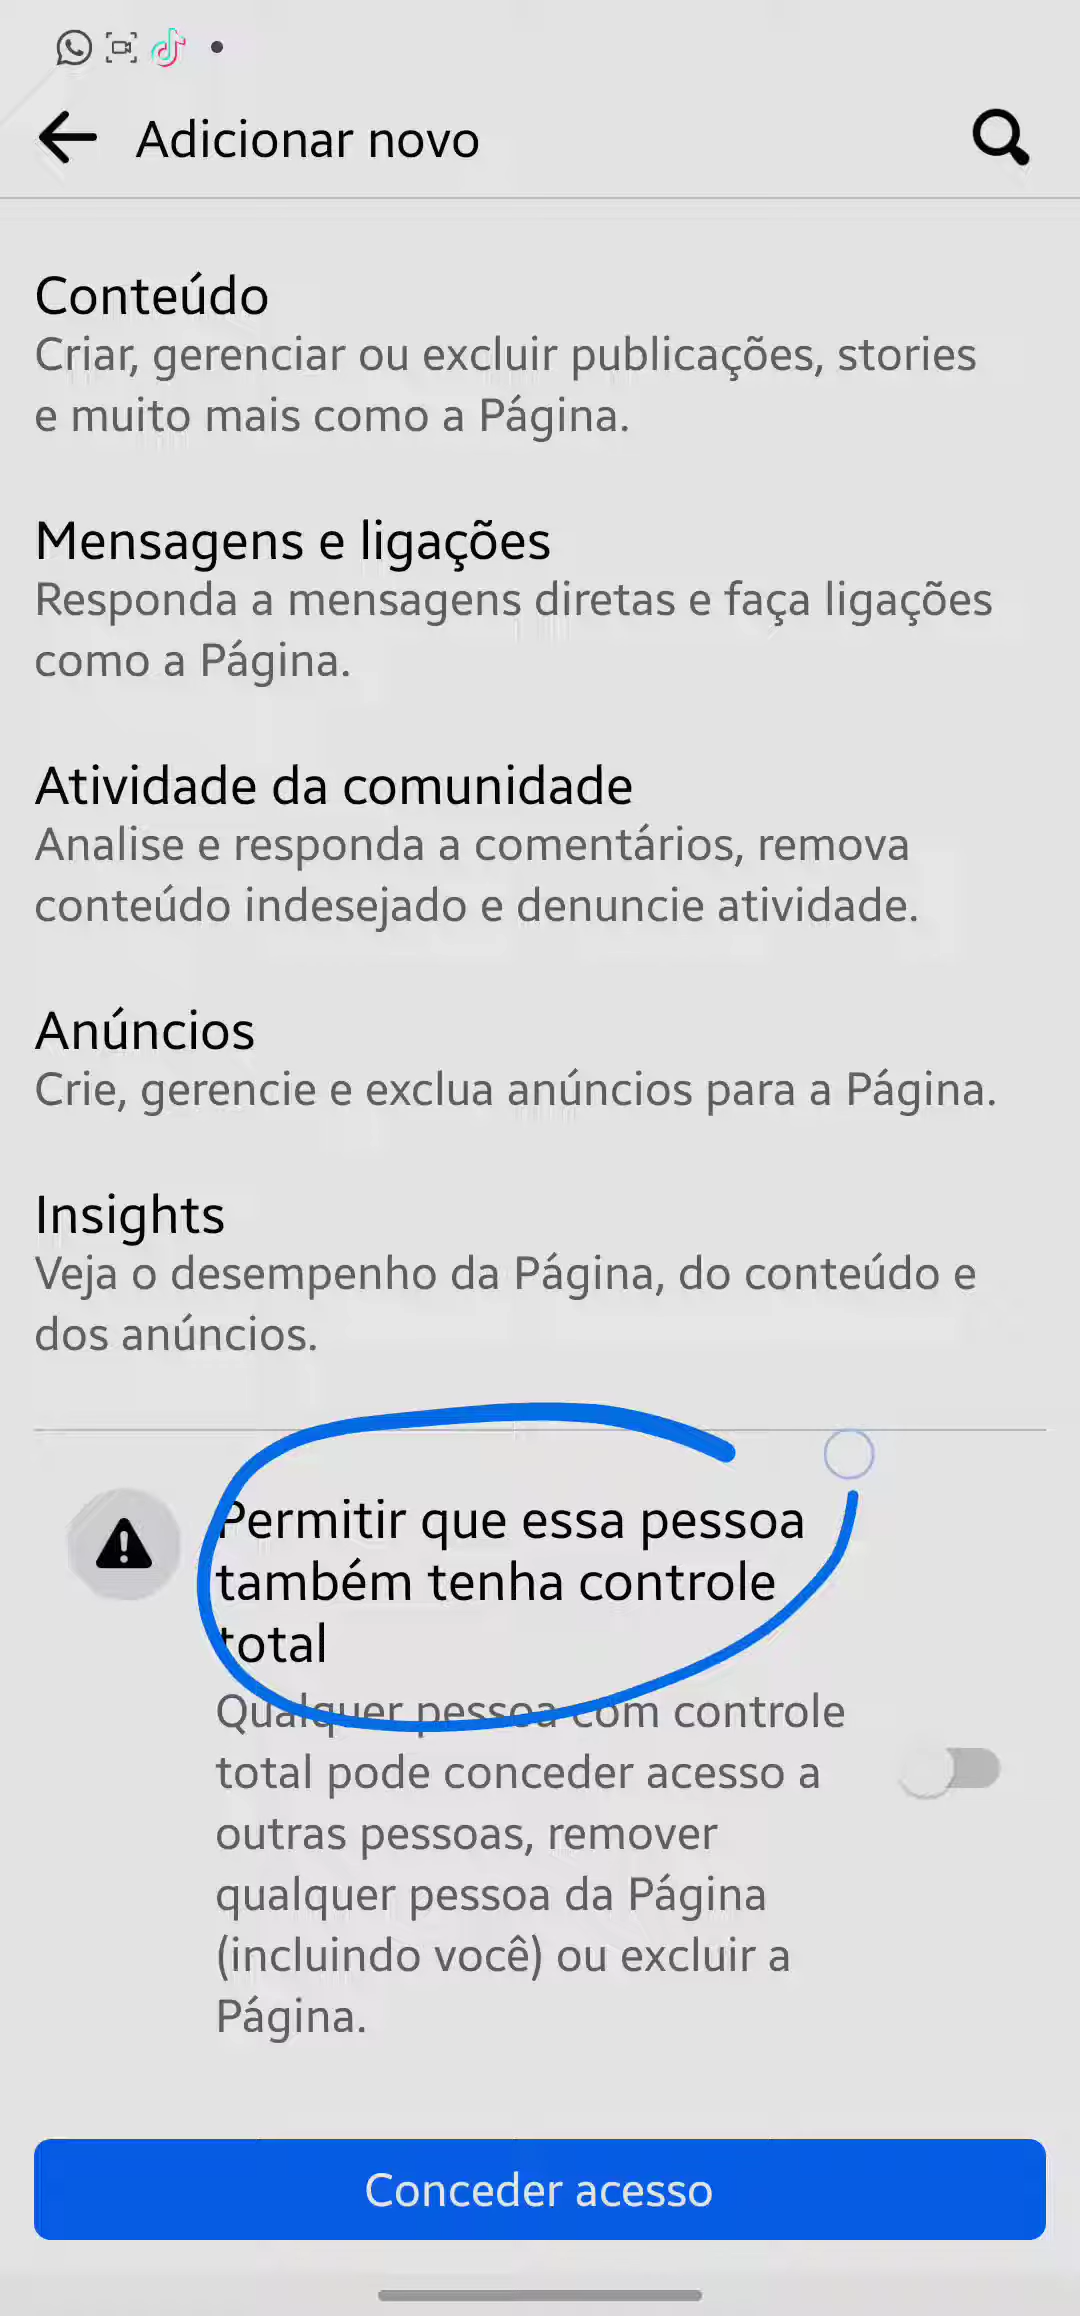 Adicionar novo
Conteúdo
Criar, gerenciar ou excluir publicações, stories
e muito mais como a Página.
Mensagens e ligações
Responda a mensagens diretas e faça ligações
como a Página.
Atividade da comunidade
Analise e responda a comentários, remova
conteúdo indesejado e denuncie atividade.
Anúncios
Crie, gerencie e exclua anúncios para a Página.
Insights
Veja o desempenho da Página, do conteúdo e
dos anúncios.
Permitir que essa pessoa
também tenha controle
total
Qualquer pessoa com controle
total pode conceder acesso a
outras pessoas, remover
qualquer pessoa da Página
(incluindo você) ou excluir a
Página.
Conceder acesso